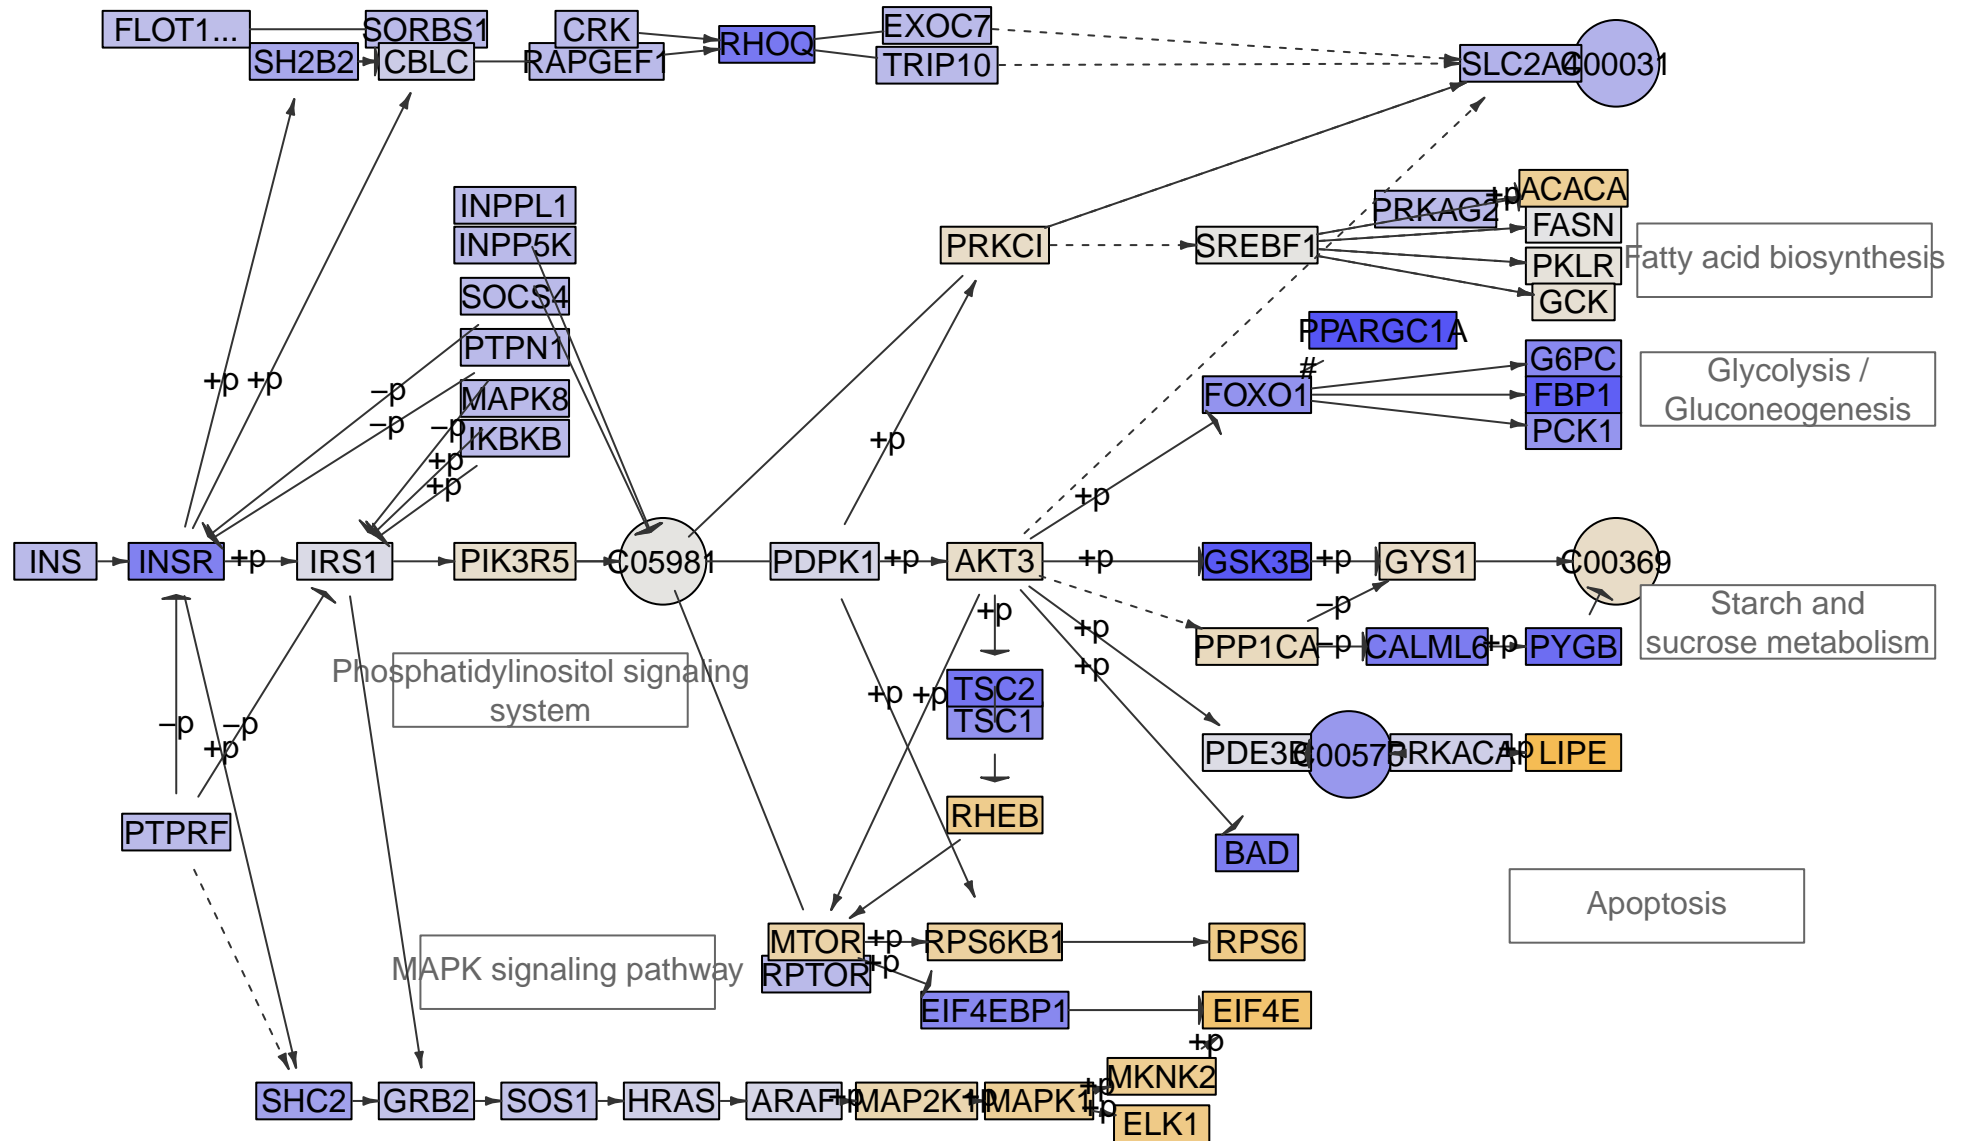 FLOT1...
SORBS1
CRK
EXOC7
SH2B2
CBLC
RAPGEF1
RHOQ
TRIP10
SLC2A4
C00031
INPPL1
INPP5K
SOCS4
PTPN1
MAPK8
IKBKB
PRKCI
SREBF1
PRKAG2
+p
ACACA
FASN
PKLR
GCK
Fatty acid biosynthesis
PPARGC1A
#
FOXO1
G6PC
FBP1
PCK1
Glycolysis /
Gluconeogenesis
+p
+p
−p
−p
−p
+p
+p
+p
+p
INS
INSR
+p
IRS1
PIK3R5
C05981
PDPK1
+p
AKT3
+p
GSK3B
+p
GYS1
C00369
−p
PPP1CA
−p
CALML6
+p
PYGB
Starch and
sucrose metabolism
Phosphatidylinositol signaling
system
+p
+p
+p
+p
+p
TSC2
TSC1
−p
+p
−p
PDE3B
C00575
PRKACA
+p
LIPE
PTPRF
RHEB
BAD
Apoptosis
MTOR
+p
RPS6KB1
RPS6
RPTOR
+p
MAPK signaling pathway
EIF4EBP1
EIF4E
+p
SHC2
GRB2
SOS1
HRAS
ARAF
+p
MAP2K1
+p
MAPK1
+p
MKNK2
+p
ELK1